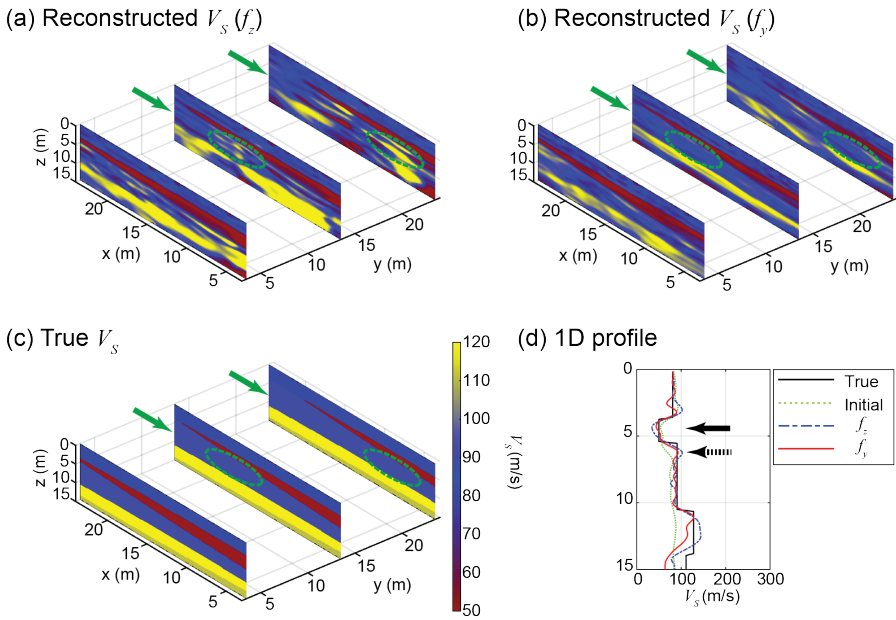 (a) Reconstructed V_S (f_z)
0
5
10
15
z (m)
20
15
10
5
x (m)
5
10
15
20
y (m)
(b) Reconstructed V_S (f_y)
0
5
10
15
z (m)
20
15
10
5
x (m)
5
10
15
20
y (m)
(c) True V_S
0
5
10
15
z (m)
20
15
10
5
x (m)
5
10
15
20
y (m)
120
110
100
90
80
70
60
50
V_S (m/s)
(d) 1D profile
0
5
10
15
0
100
200
300
V_S (m/s)
True
Initial
f_z
f_y